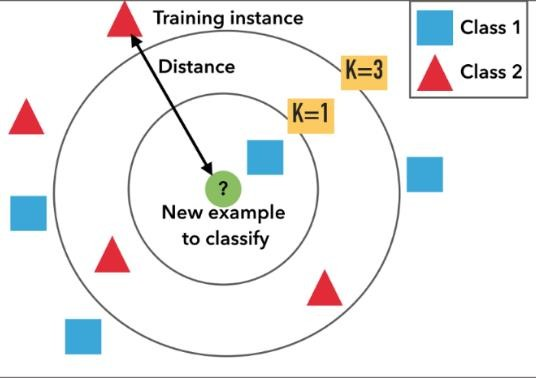 Training instance
Distance
K=3
K=1
?
New example
to classify
Class 1
Class 2